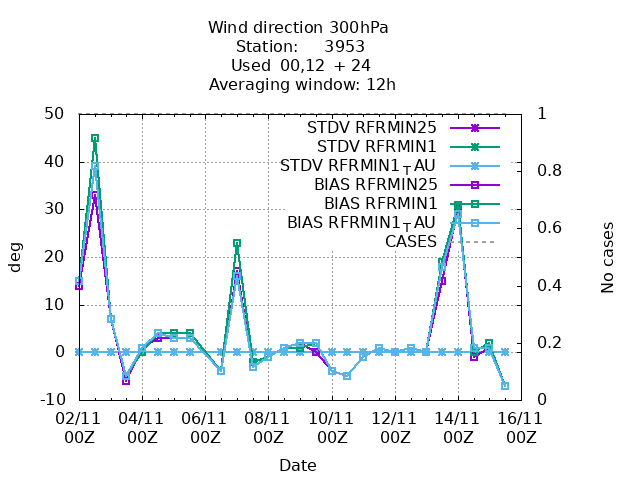 Wind direction 300hPa
Station: 3953
Used 00,12 + 24
Averaging window: 12h
50 1
STDV RFRMIN25
STDV RFRMIN1
40 STDV RFRMIN1TAU 0.8
BIAS RFRMIN25
30 BIAS RFRMIN1
BIAS RFRMIN1TAU 0.6
CASES
20
deg No cases
0.4
10
0 0.2
-10 0
02/11 04/11 06/11 08/11 10/11 12/11 14/11 16/11
00Z 00Z 00Z 00Z 00Z 00Z 00Z 00Z
Date